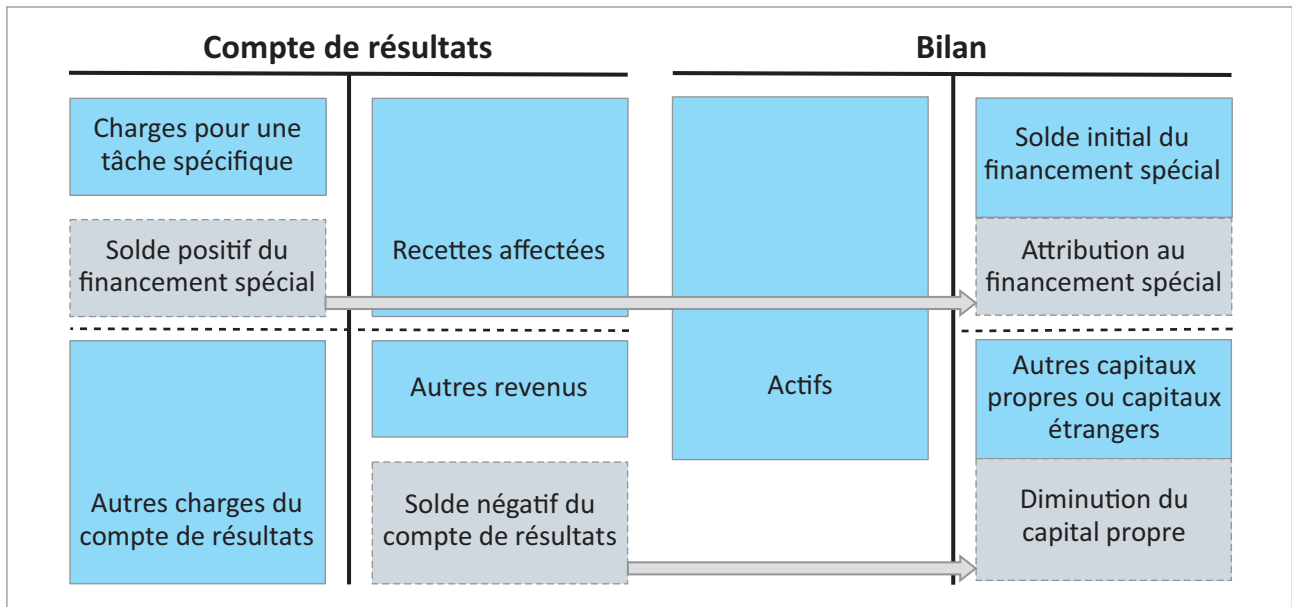 Compte de résultats
Bilan
Charges pour une
tâche spécifique
Solde initial du
financement spécial
Solde positif du
financement spécial
Recettes affectées
Attribution au
financement spécial
Autres revenus
Actifs
Autres capitaux
propres ou capitaux
étrangers
Autres charges du
compte de résultats
Solde négatif du
compte de résultats
Diminution du
capital propre